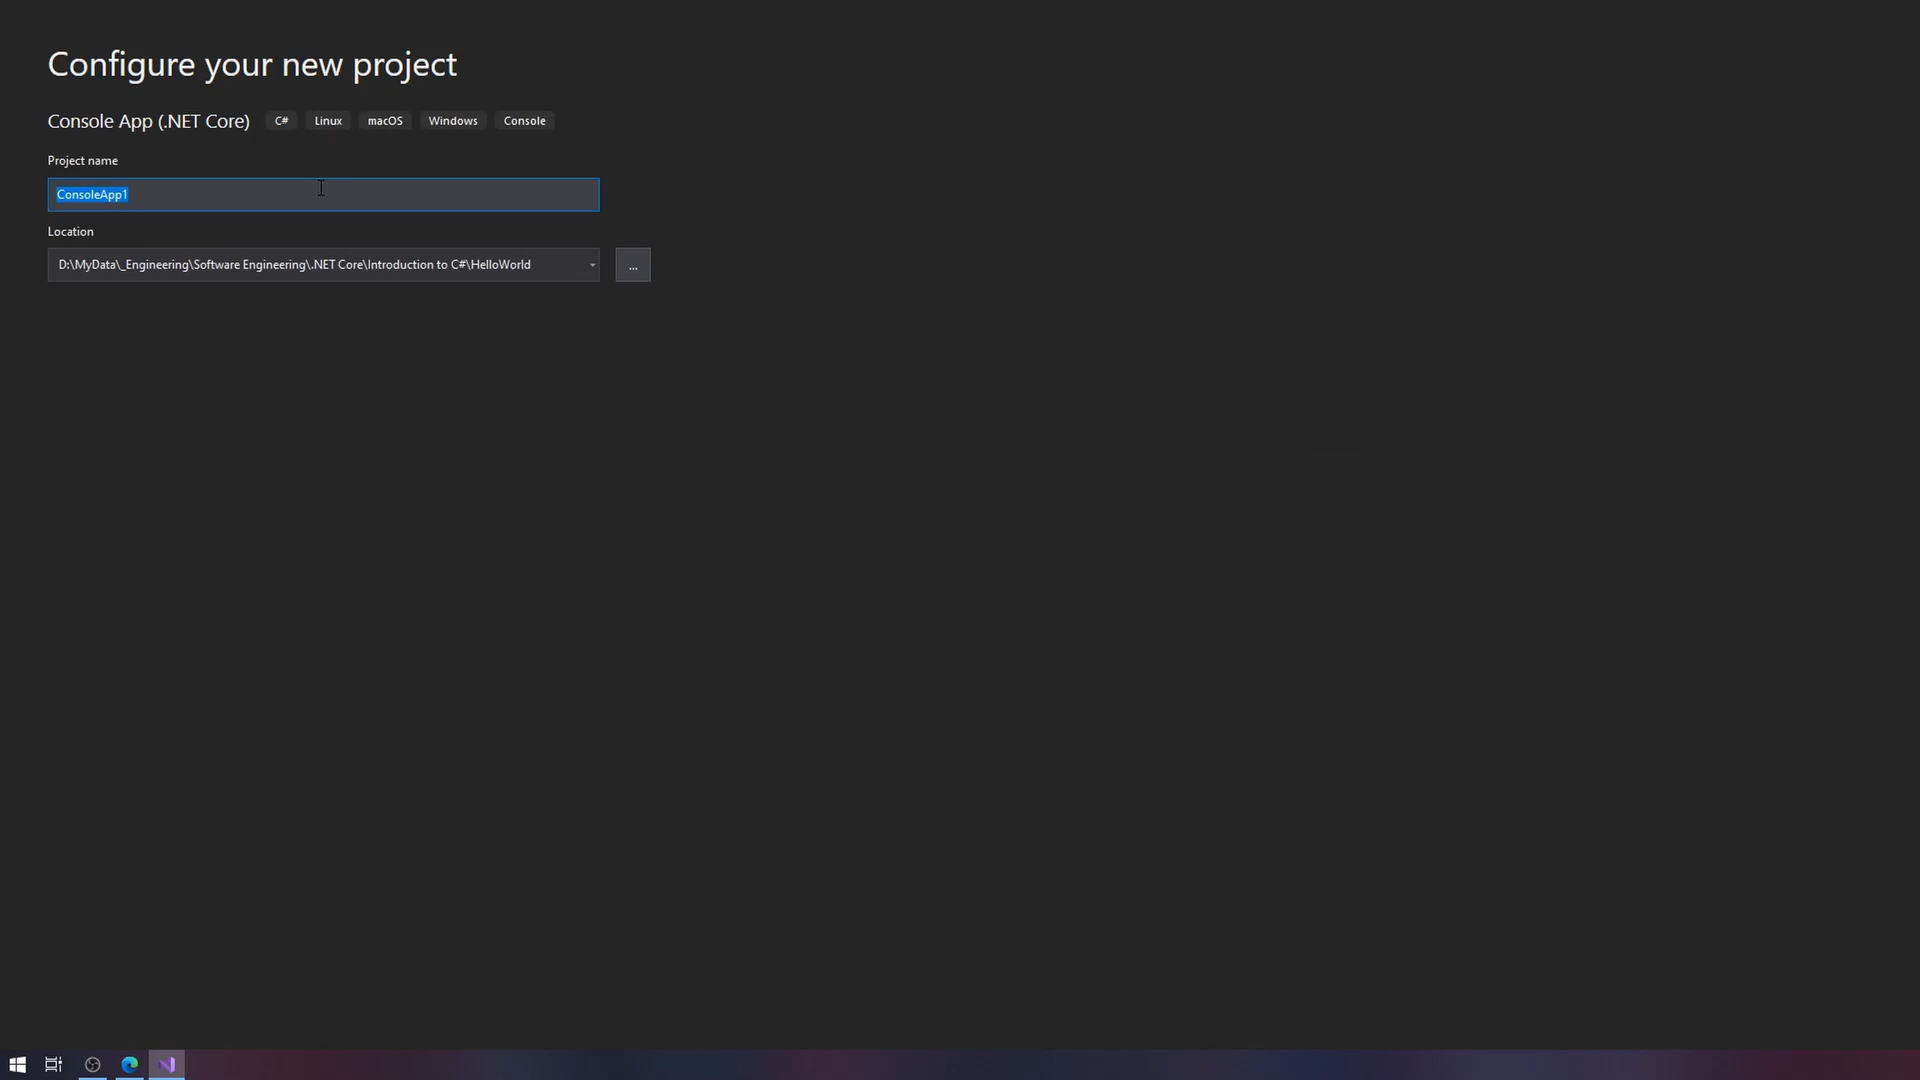 Configure your new project
Console App (.NET Core) C# Linux macOS Windows Console
Project name
ConsoleApp1
Location
D:\MyData\_Engineering\Software Engineering\.NET Core\Introduction to C#\HelloWorld ...